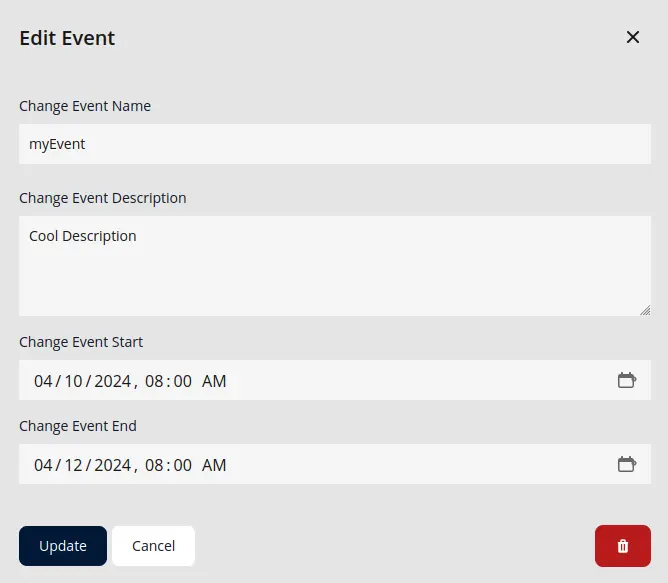 Edit Event
Change Event Name
myEvent
Change Event Description
Cool Description
Change Event Start
04/10/2024, 08:00 AM
Change Event End
04/12/2024, 08:00 AM
Update Cancel